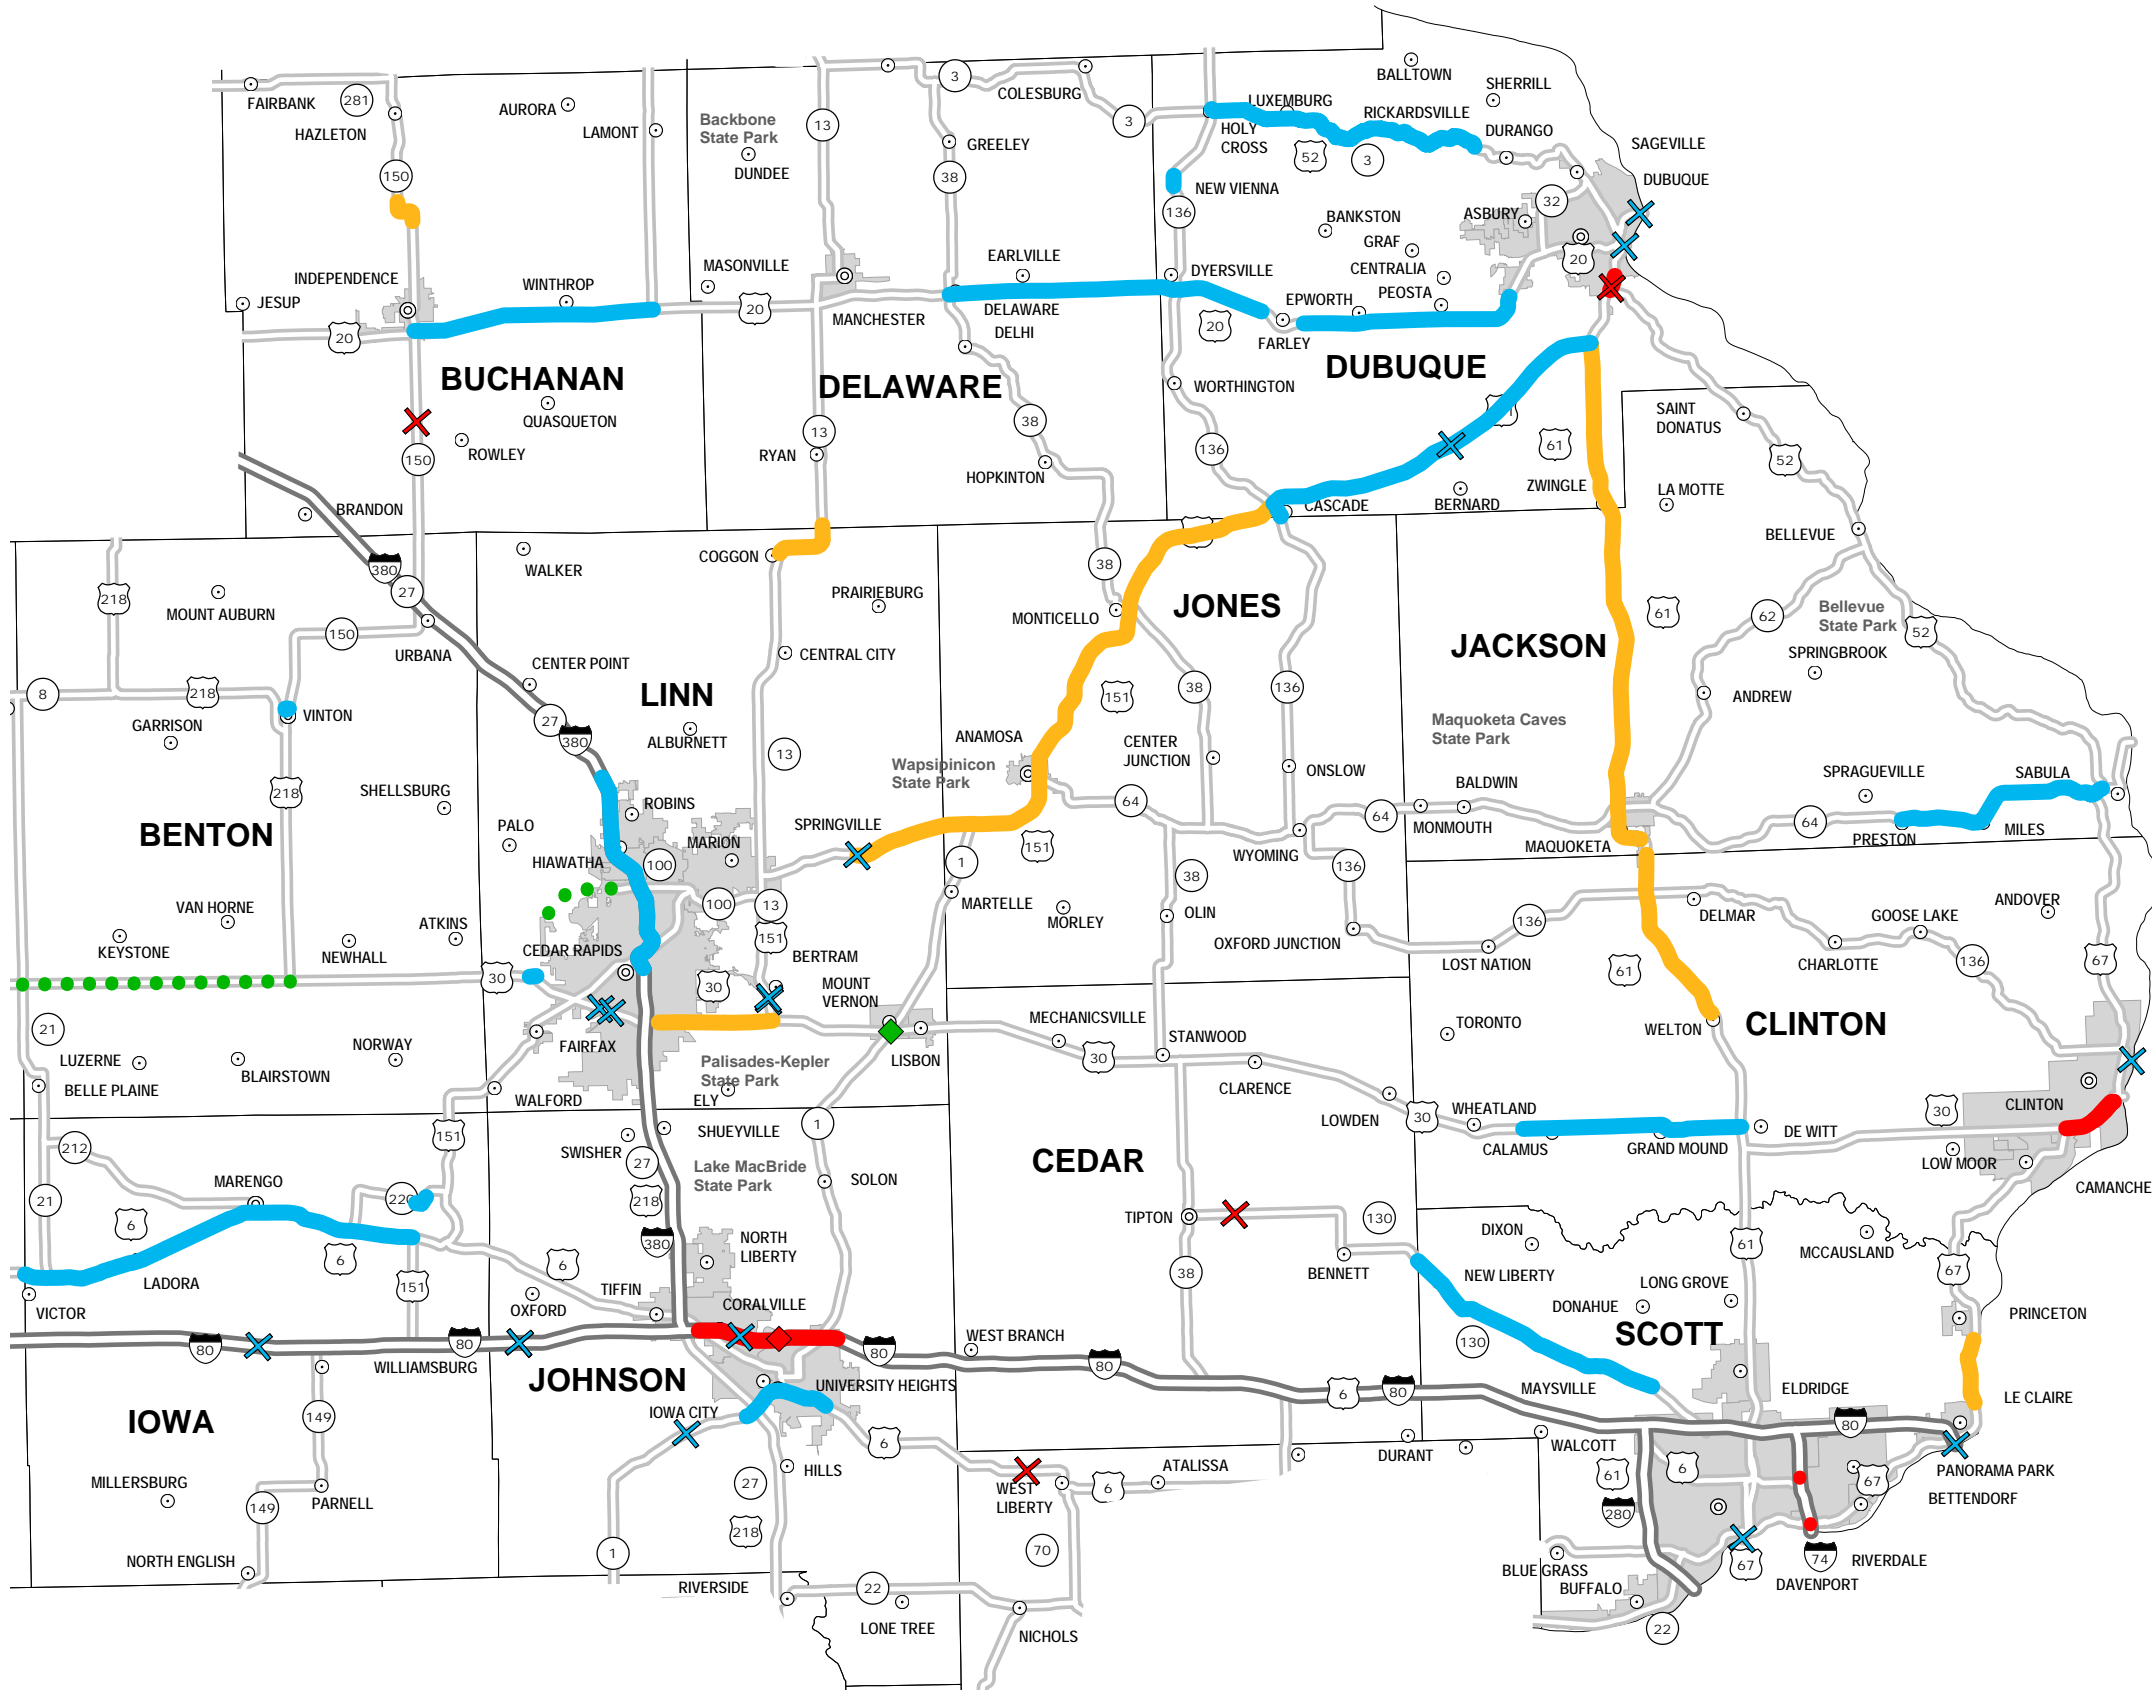 BALLTOWN
SHERRILL
FAIRBANK
281
HAZLETON
AURORA
LAMONT
Backbone
State Park
DUNDEE
13
3
COLESBURG
3
GREELEY
38
LUXEMBURG
HOLY
CROSS
RICKARDSVILLE
DURANGO
52
3
SAGEVILLE
DUBUQUE
150
NEW VIENNA
136
BANKSTON
GRAF
ASBURY
32
20
CENTRALIA
PEOSTA
INDEPENDENCE
JESUP
WINTHROP
MASONVILLE
EARLVILLE
DYERSVILLE
EPWORTH
20
20
MANCHESTER
DELAWARE
DELHI
20
FARLEY
BUCHANAN
DELAWARE
DUBUQUE
QUASQUETON
ROWLEY
WORTHINGTON
SAINT
DONATUS
150
13
RYAN
38
HOPKINTON
136
61
52
ZWINGLE
LA MOTTE
BRANDON
CASCADE
BERNARD
BELLEVUE
COGGON
WALKER
380
27
218
MOUNT AUBURN
150
URBANA
PRAIRIEBURG
38
MONTICELLO
JONES
61
62
Bellevue
State Park
52
JACKSON
SPRINGBROOK
CENTRAL CITY
CENTER POINT
LINN
8
218
GARRISON
VINTON
27
380
ALBURNETT
13
151
38
136
ANDREW
Maquoketa Caves
State Park
ANAMOSA
Wapsipinicon
State Park
CENTER
JUNCTION
ONSLOW
BALDWIN
SPRAGUEVILLE
SABULA
218
SHELLSBURG
BENTON
ROBINS
PALO
SPRINGVILLE
64
64
MONMOUTH
64
PRESTON
MILES
HIAWATHA
MARION
100
151
WYOMING
MAQUOKETA
1
136
38
MARTELLE
100
13
VAN HORNE
KEYSTONE
NEWHALL
ATKINS
CEDAR RAPIDS
151
BERTRAM
MORLEY
OLIN
OXFORD JUNCTION
136
DELMAR
GOOSE LAKE
ANDOVER
LOST NATION
CHARLOTTE
136
67
61
30
30
MOUNT
VERNON
21
MECHANICSVILLE
STANWOOD
TORONTO
WELTON
CLINTON
LUZERNE
BELLE PLAINE
BLAIRSTOWN
NORWAY
FAIRFAX
Palisades-Kepler
State Park
ELY
LISBON
30
CLARENCE
WALFORD
LOWDEN
30
WHEATLAND
CALAMUS
GRAND MOUND
DE WITT
30
CLINTON
LOW MOOR
CAMANCHE
212
151
SWISHER
27
SHUEYVILLE
1
Lake MacBride
State Park
218
SOLON
CEDAR
21
MARENGO
220
6
6
LADORA
VICTOR
151
6
380
NORTH
LIBERTY
TIPTON
130
38
BENNETT
DIXON
61
MCCAUSLAND
NEW LIBERTY
LONG GROVE
DONAHUE
67
PRINCETON
OXFORD
TIFFIN
CORALVILLE
80
80
WILLIAMSBURG
80
WEST BRANCH
80
130
SCOTT
JOHNSON
UNIVERSITY HEIGHTS
6
80
MAYSVILLE
ELDRIDGE
LE CLAIRE
IOWA
149
IOWA CITY
6
80
DURANT
WALCOTT
PANORAMA PARK
BETTENDORF
MILLERSBURG
149
PARNELL
27
HILLS
WEST
LIBERTY
6
ATALISSA
61
280
6
67
218
NORTH ENGLISH
1
70
BLUE GRASS
BUFFALO
67
74
RIVERDALE
DAVENPORT
RIVERSIDE
22
LONE TREE
NICHOLS
22